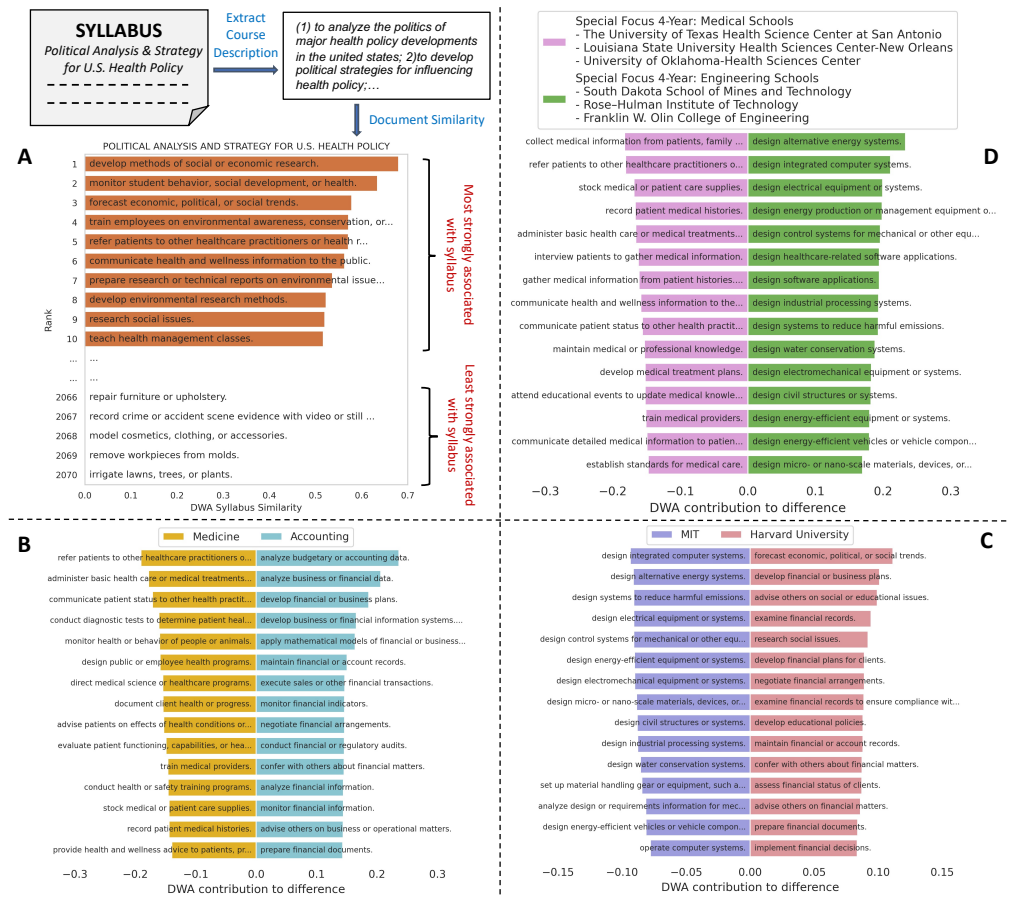 SYLLABUS
Political Analysis & Strategy
for U.S. Health Policy
Extract
Course
Description
(1) to analyze the politics of
major health policy developments
in the united states; 2)to develop
political strategies for influencing
health policy;…
Document Similarity
A
POLITICAL ANALYSIS AND STRATEGY FOR U.S. HEALTH POLICY
1 develop methods of social or economic research.
2 monitor student behavior, social development, or health.
3 forecast economic, political, or social trends.
4 train employees on environmental awareness, conservation, or...
5 refer patients to other healthcare practitioners or health r...
6 communicate health and wellness information to the public.
7 prepare research or technical reports on environmental issue...
8 develop environmental research methods.
9 research social issues.
10 teach health management classes.
... ...
... ...
2066 repair furniture or upholstery.
2067 record crime or accident scene evidence with video or still ...
2068 model cosmetics, clothing, or accessories.
2069 remove workpieces from molds.
2070 irrigate lawns, trees, or plants.
Rank
0.0 0.1 0.2 0.3 0.4 0.5 0.6 0.7
DWA Syllabus Similarity
Most strongly associated
with syllabus
Least strongly associated
with syllabus
D
Special Focus 4-Year: Medical Schools
- The University of Texas Health Science Center at San Antonio
- Louisiana State University Health Sciences Center-New Orleans
- University of Oklahoma-Health Sciences Center
Special Focus 4-Year: Engineering Schools
- South Dakota School of Mines and Technology
- Rose–Hulman Institute of Technology
- Franklin W. Olin College of Engineering
collect medical information from patients, family ... design alternative energy systems.
refer patients to other healthcare practitioners o... design integrated computer systems.
stock medical or patient care supplies. design electrical equipment or systems.
record patient medical histories. design energy production or management equipment o...
administer basic health care or medical treatments... design control systems for mechanical or other equ...
interview patients to gather medical information. design healthcare-related software applications.
gather medical information from patient histories.... design software applications.
communicate health and wellness information to the... design industrial processing systems.
communicate patient status to other health practit... design systems to reduce harmful emissions.
maintain medical or professional knowledge. design water conservation systems.
develop medical treatment plans. design electromechanical equipment or systems.
attend educational events to update medical knowle... design civil structures or systems.
train medical providers. design energy-efficient equipment or systems.
communicate detailed medical information to patien... design energy-efficient vehicles or vehicle compon...
establish standards for medical care. design micro- or nano-scale materials, devices, or...
−0.3 −0.2 −0.1 0.0 0.1 0.2 0.3
DWA contribution to difference
B
Medicine Accounting
refer patients to other healthcare practitioners o... analyze budgetary or accounting data.
administer basic health care or medical treatments... analyze business or financial data.
communicate patient status to other health practit... develop financial or business plans.
conduct diagnostic tests to determine patient heal... develop business or financial information systems....
monitor health or behavior of people or animals. apply mathematical models of financial or business...
design public or employee health programs. maintain financial or account records.
direct medical science or healthcare programs. execute sales or other financial transactions.
document client health or progress. monitor financial indicators.
advise patients on effects of health conditions or... negotiate financial arrangements.
evaluate patient functioning, capabilities, or hea... conduct financial or regulatory audits.
train medical providers. confer with others about financial matters.
conduct health or safety training programs. analyze financial information.
stock medical or patient care supplies. monitor financial information.
record patient medical histories. advise others on business or operational matters.
provide health and wellness advice to patients, pr... prepare financial documents.
−0.3 −0.2 −0.1 0.0 0.1 0.2 0.3
DWA contribution to difference
C
MIT Harvard University
design integrated computer systems. forecast economic, political, or social trends.
design alternative energy systems. develop financial or business plans.
design systems to reduce harmful emissions. advise others on social or educational issues.
design electrical equipment or systems. examine financial records.
design control systems for mechanical or other equ... research social issues.
design energy-efficient equipment or systems. develop financial plans for clients.
design electromechanical equipment or systems. negotiate financial arrangements.
design micro- or nano-scale materials, devices, or... examine financial records to ensure compliance wit...
design civil structures or systems. develop educational policies.
design industrial processing systems. maintain financial or account records.
design water conservation systems. confer with others about financial matters.
set up material handling gear or equipment, such a... assess financial status of clients.
analyze design or requirements information for mec... advise others on financial matters.
design energy-efficient vehicles or vehicle compon... prepare financial documents.
operate computer systems. implement financial decisions.
−0.15 −0.10 −0.05 0.00 0.05 0.10 0.15
DWA contribution to difference